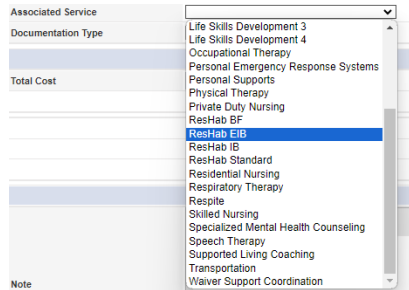 Associated Service
Documentation Type
Life Skills Development 3
Life Skills Development 4
Occupational Therapy
Personal Emergency Response Systems
Total Cost
Personal Supports
Physical Therapy
Private Duty Nursing
ResHab BF
ResHab EIB
ResHab IB
ResHab Standard
Residential Nursing
Respiratory Therapy
Respite
Skilled Nursing
Specialized Mental Health Counseling
Speech Therapy
Supported Living Coaching
Transportation
Note
Waiver Support Coordination